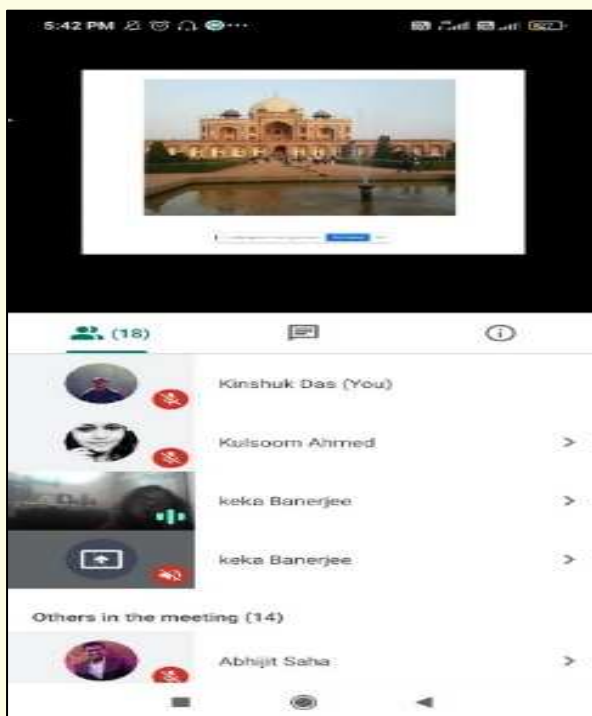 5:42 PM
(18)
Kinshuk Das (You)
Kulsoom Ahmed
keka Banerjee
keka Banerjee
Others in the meeting (14)
Abhijit Saha